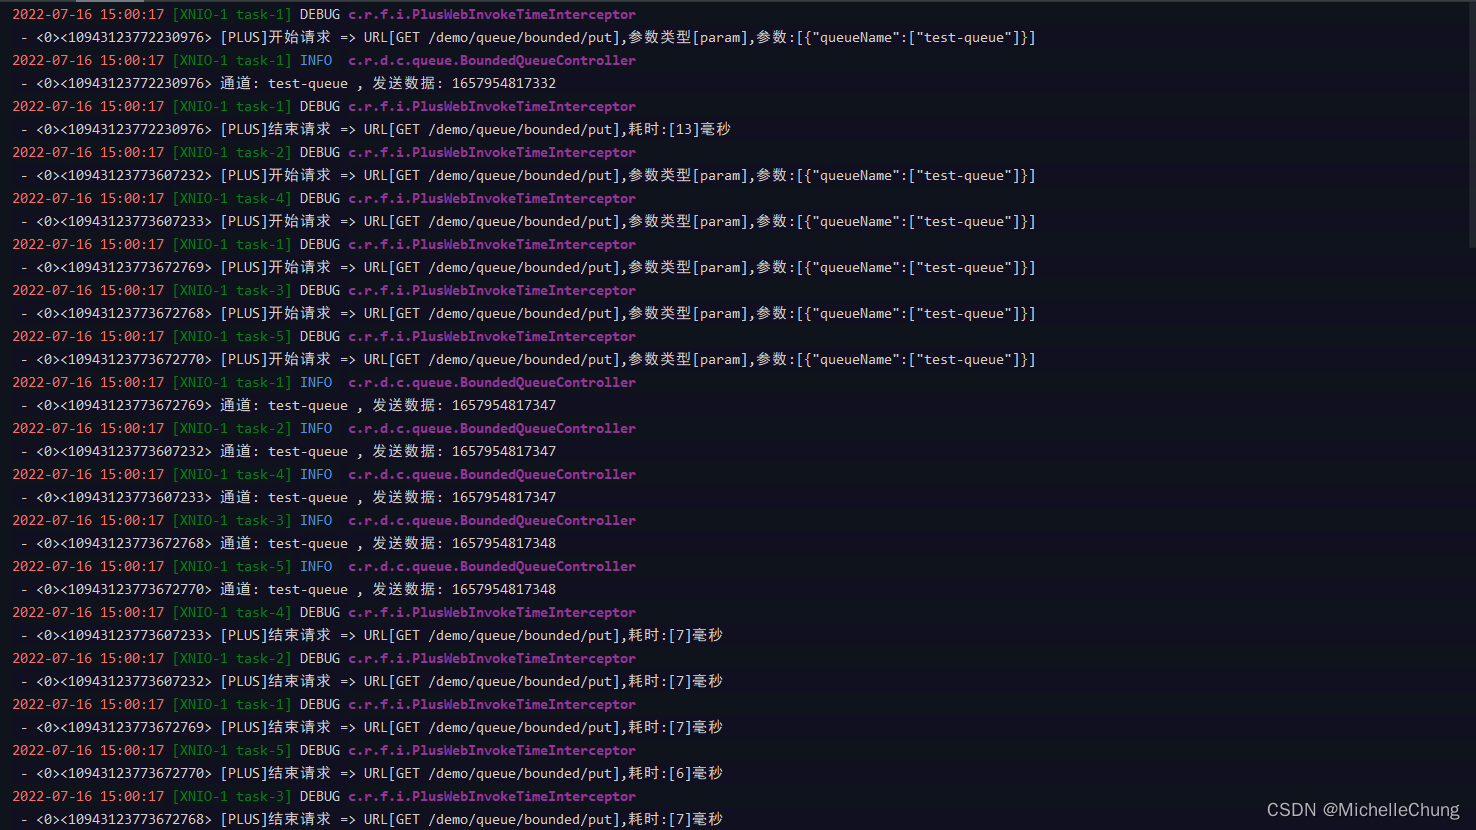 2022-07-16 15:00:17 [XNIO-1 task-1] DEBUG c.r.f.i.PlusWebInvokeTimeInterceptor
- <0><10943123772230976> [PLUS]开始请求 => URL[GET /demo/queue/bounded/put],参数类型[param],参数:[{"queueName":["test-queue"]}]
2022-07-16 15:00:17 [XNIO-1 task-1] INFO c.r.d.c.queue.BoundedQueueController
- <0><10943123772230976> 通道: test-queue , 发送数据: 1657954817332
2022-07-16 15:00:17 [XNIO-1 task-1] DEBUG c.r.f.i.PlusWebInvokeTimeInterceptor
- <0><10943123772230976> [PLUS]结束请求 => URL[GET /demo/queue/bounded/put],耗时:[13]毫秒
2022-07-16 15:00:17 [XNIO-1 task-2] DEBUG c.r.f.i.PlusWebInvokeTimeInterceptor
- <0><10943123773607232> [PLUS]开始请求 => URL[GET /demo/queue/bounded/put],参数类型[param],参数:[{"queueName":["test-queue"]}]
2022-07-16 15:00:17 [XNIO-1 task-4] DEBUG c.r.f.i.PlusWebInvokeTimeInterceptor
- <0><10943123773607233> [PLUS]开始请求 => URL[GET /demo/queue/bounded/put],参数类型[param],参数:[{"queueName":["test-queue"]}]
2022-07-16 15:00:17 [XNIO-1 task-1] DEBUG c.r.f.i.PlusWebInvokeTimeInterceptor
- <0><10943123773672769> [PLUS]开始请求 => URL[GET /demo/queue/bounded/put],参数类型[param],参数:[{"queueName":["test-queue"]}]
2022-07-16 15:00:17 [XNIO-1 task-3] DEBUG c.r.f.i.PlusWebInvokeTimeInterceptor
- <0><10943123773672768> [PLUS]开始请求 => URL[GET /demo/queue/bounded/put],参数类型[param],参数:[{"queueName":["test-queue"]}]
2022-07-16 15:00:17 [XNIO-1 task-5] DEBUG c.r.f.i.PlusWebInvokeTimeInterceptor
- <0><10943123773672770> [PLUS]开始请求 => URL[GET /demo/queue/bounded/put],参数类型[param],参数:[{"queueName":["test-queue"]}]
2022-07-16 15:00:17 [XNIO-1 task-1] INFO c.r.d.c.queue.BoundedQueueController
- <0><10943123773672769> 通道: test-queue , 发送数据: 1657954817347
2022-07-16 15:00:17 [XNIO-1 task-2] INFO c.r.d.c.queue.BoundedQueueController
- <0><10943123773607232> 通道: test-queue , 发送数据: 1657954817347
2022-07-16 15:00:17 [XNIO-1 task-4] INFO c.r.d.c.queue.BoundedQueueController
- <0><10943123773607233> 通道: test-queue , 发送数据: 1657954817347
2022-07-16 15:00:17 [XNIO-1 task-3] INFO c.r.d.c.queue.BoundedQueueController
- <0><10943123773672768> 通道: test-queue , 发送数据: 1657954817348
2022-07-16 15:00:17 [XNIO-1 task-5] INFO c.r.d.c.queue.BoundedQueueController
- <0><10943123773672770> 通道: test-queue , 发送数据: 1657954817348
2022-07-16 15:00:17 [XNIO-1 task-4] DEBUG c.r.f.i.PlusWebInvokeTimeInterceptor
- <0><10943123773607233> [PLUS]结束请求 => URL[GET /demo/queue/bounded/put],耗时:[7]毫秒
2022-07-16 15:00:17 [XNIO-1 task-2] DEBUG c.r.f.i.PlusWebInvokeTimeInterceptor
- <0><10943123773607232> [PLUS]结束请求 => URL[GET /demo/queue/bounded/put],耗时:[7]毫秒
2022-07-16 15:00:17 [XNIO-1 task-1] DEBUG c.r.f.i.PlusWebInvokeTimeInterceptor
- <0><10943123773672769> [PLUS]结束请求 => URL[GET /demo/queue/bounded/put],耗时:[7]毫秒
2022-07-16 15:00:17 [XNIO-1 task-5] DEBUG c.r.f.i.PlusWebInvokeTimeInterceptor
- <0><10943123773672770> [PLUS]结束请求 => URL[GET /demo/queue/bounded/put],耗时:[6]毫秒
2022-07-16 15:00:17 [XNIO-1 task-3] DEBUG c.r.f.i.PlusWebInvokeTimeInterceptor
- <0><10943123773672768> [PLUS]结束请求 => URL[GET /demo/queue/bounded/put],耗时:[7]毫秒
CSDN @MichelleChung